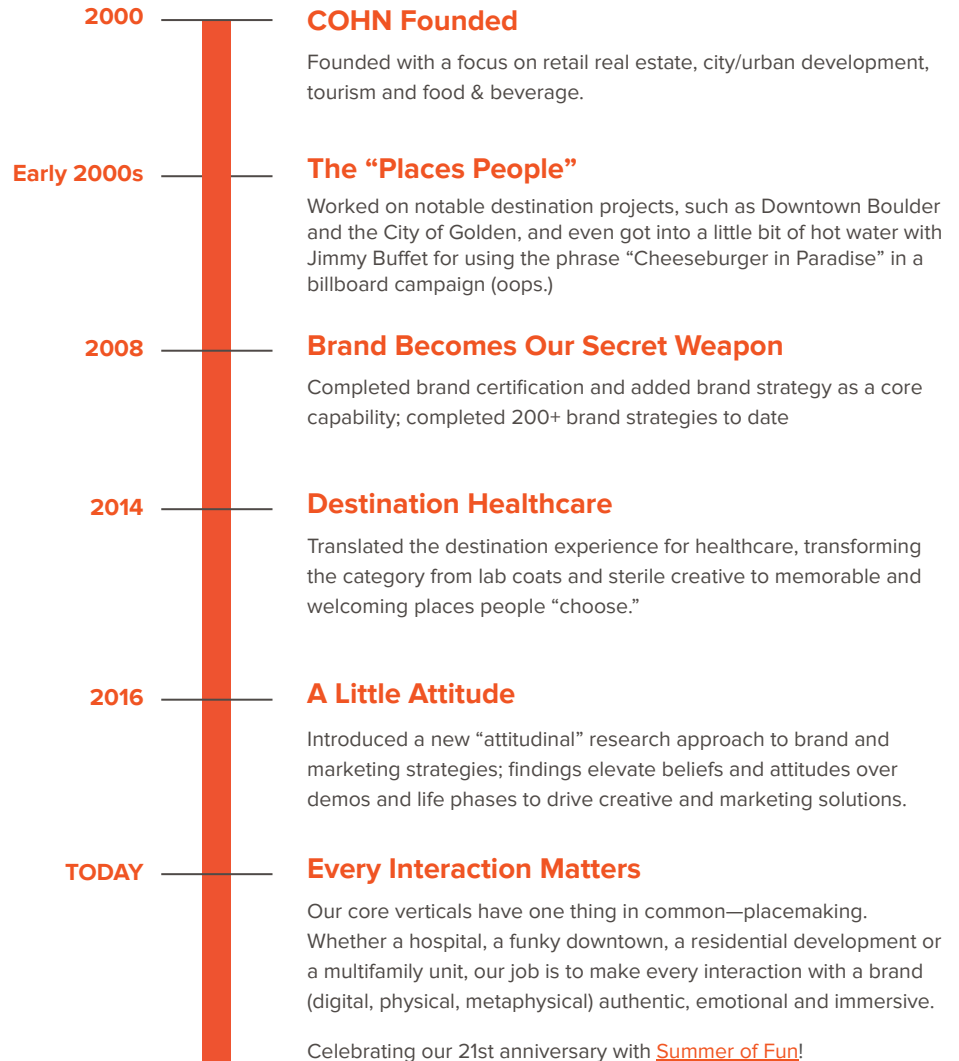 2000
COHN Founded
Founded with a focus on retail real estate, city/urban development,
tourism and food & beverage.
Early 2000s
The “Places People”
Worked on notable destination projects, such as Downtown Boulder
and the City of Golden, and even got into a little bit of hot water with
Jimmy Buffet for using the phrase “Cheeseburger in Paradise” in a
billboard campaign (oops.)
2008
Brand Becomes Our Secret Weapon
Completed brand certification and added brand strategy as a core
capability; completed 200+ brand strategies to date
2014
Destination Healthcare
Translated the destination experience for healthcare, transforming
the category from lab coats and sterile creative to memorable and
welcoming places people “choose.”
2016
A Little Attitude
Introduced a new “attitudinal” research approach to brand and
marketing strategies; findings elevate beliefs and attitudes over
demos and life phases to drive creative and marketing solutions.
TODAY
Every Interaction Matters
Our core verticals have one thing in common—placemaking.
Whether a hospital, a funky downtown, a residential development or
a multifamily unit, our job is to make every interaction with a brand
(digital, physical, metaphysical) authentic, emotional and immersive.
Celebrating our 21st anniversary with Summer of Fun!